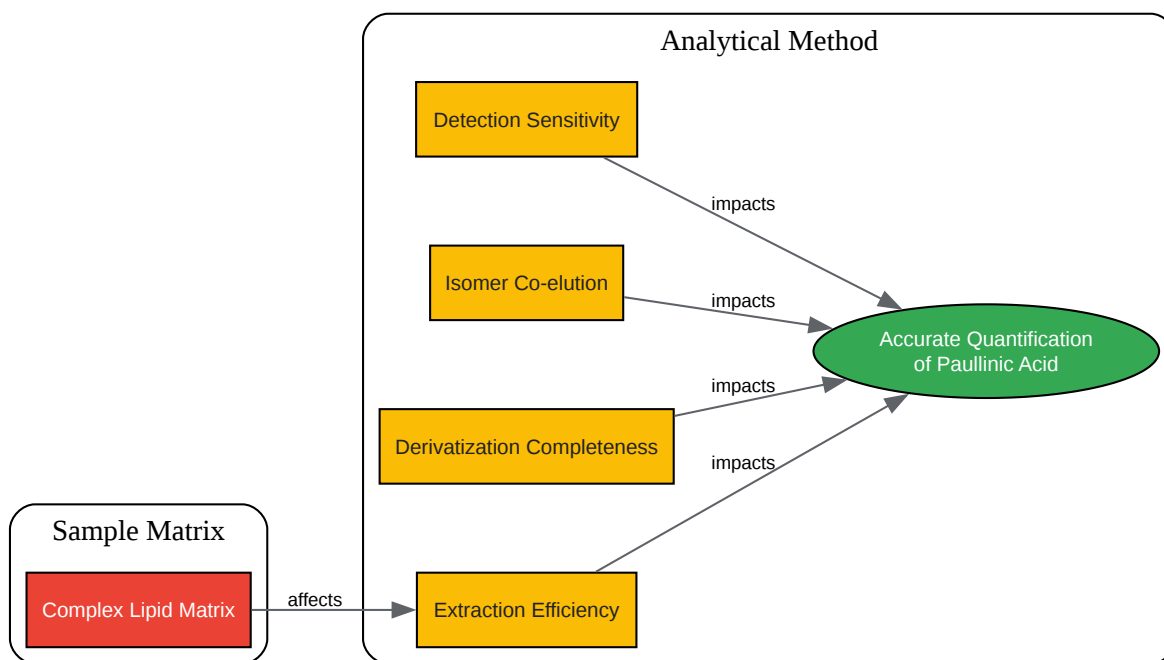 Analytical Method
Detection Sensitivity
impacts
Isomer Co-elution
impacts
Accurate Quantification
of Paullinic Acid
impacts
Derivatization Completeness
impacts
Sample Matrix
Complex Lipid Matrix
affects
Extraction Efficiency